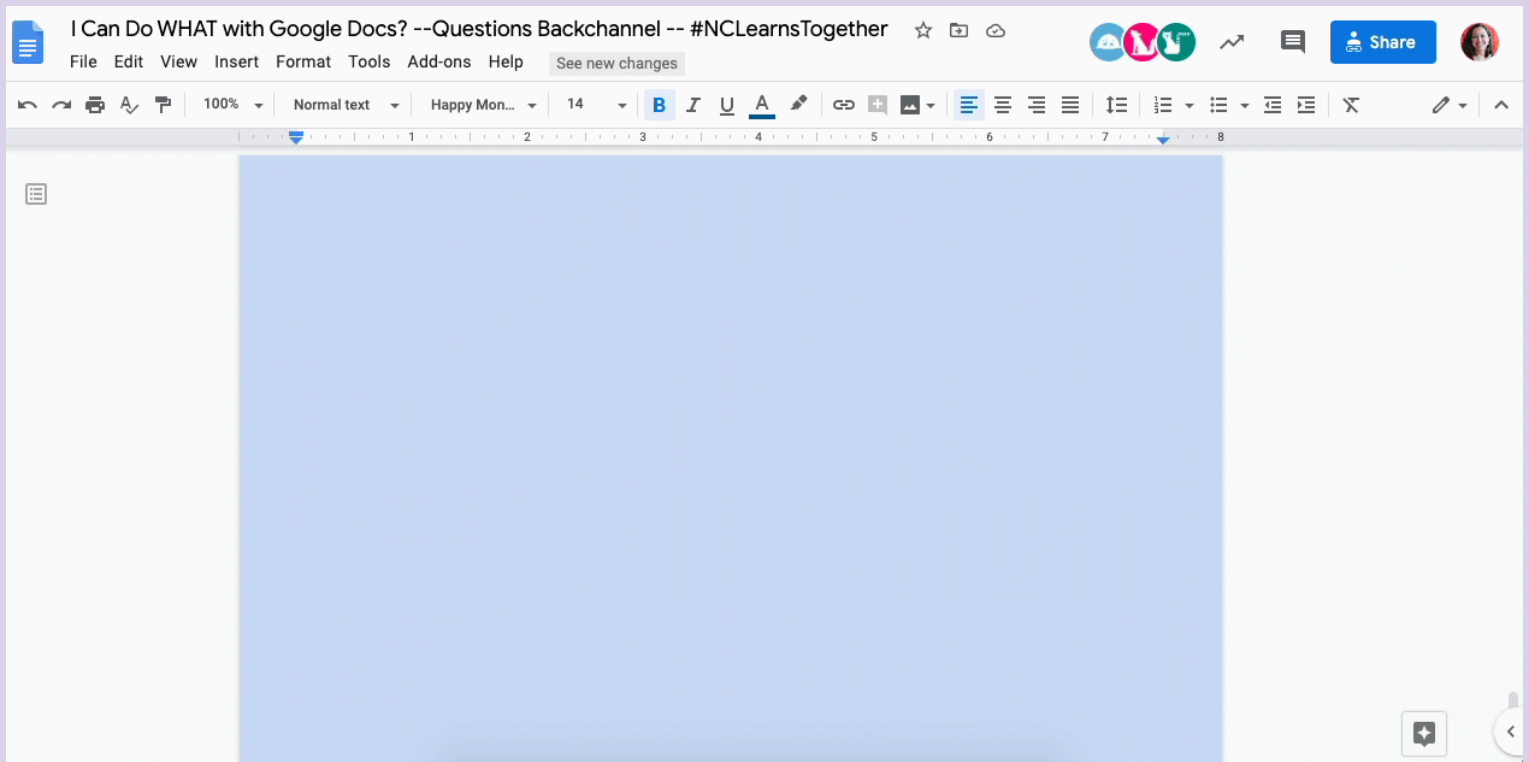 I Can Do WHAT with Google Docs? --Questions Backchannel -- #NCLearnsTogether
File Edit View Insert Format Tools Add-ons Help See new changes
Share
100% Normal text Happy Mon... 14 B I U A
1 2 3 4 5 6 7 8